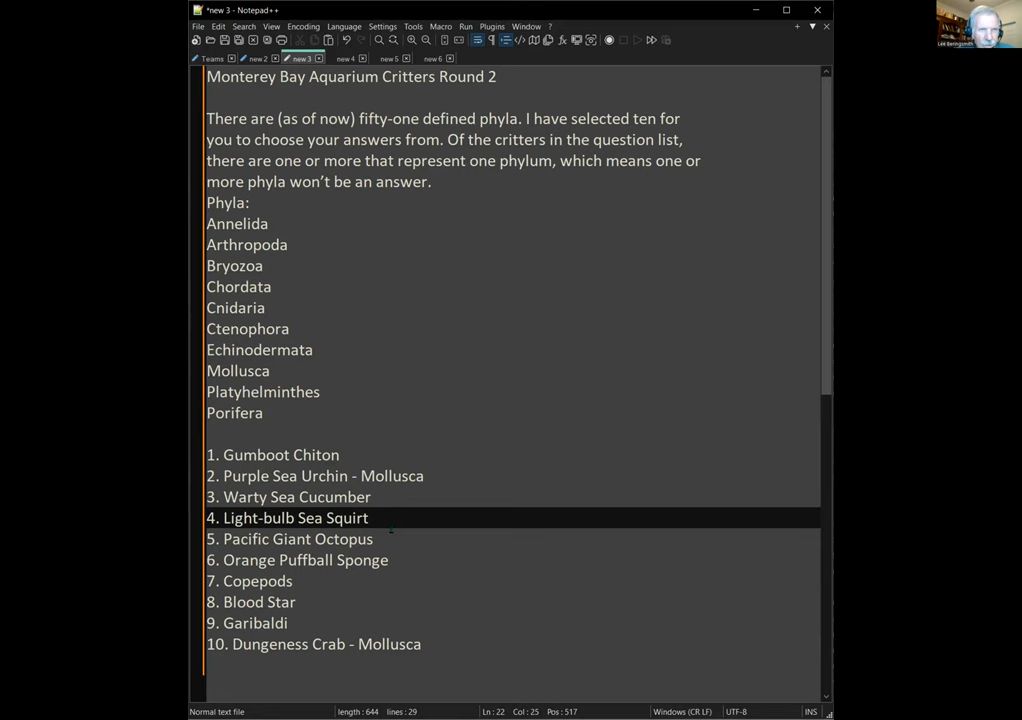 *new 3 - Notepad++
File Edit Search View Encoding Language Settings Tools Macro Run Plugins Window ?
Teams new 2 new 3 new 4 new 5 new 6
Monterey Bay Aquarium Critters Round 2
There are (as of now) fifty-one defined phyla. I have selected ten for
you to choose your answers from. Of the critters in the question list,
there are one or more that represent one phylum, which means one or
more phyla won’t be an answer.
Phyla:
Annelida
Arthropoda
Bryozoa
Chordata
Cnidaria
Ctenophora
Echinodermata
Mollusca
Platyhelminthes
Porifera
1. Gumboot Chiton
2. Purple Sea Urchin - Mollusca
3. Warty Sea Cucumber
4. Light-bulb Sea Squirt
5. Pacific Giant Octopus
6. Orange Puffball Sponge
7. Copepods
8. Blood Star
9. Garibaldi
10. Dungeness Crab - Mollusca
Normal text file length : 644 lines : 29 Ln : 22 Col : 25 Pos : 517 Windows (CR LF) UTF-8 INS